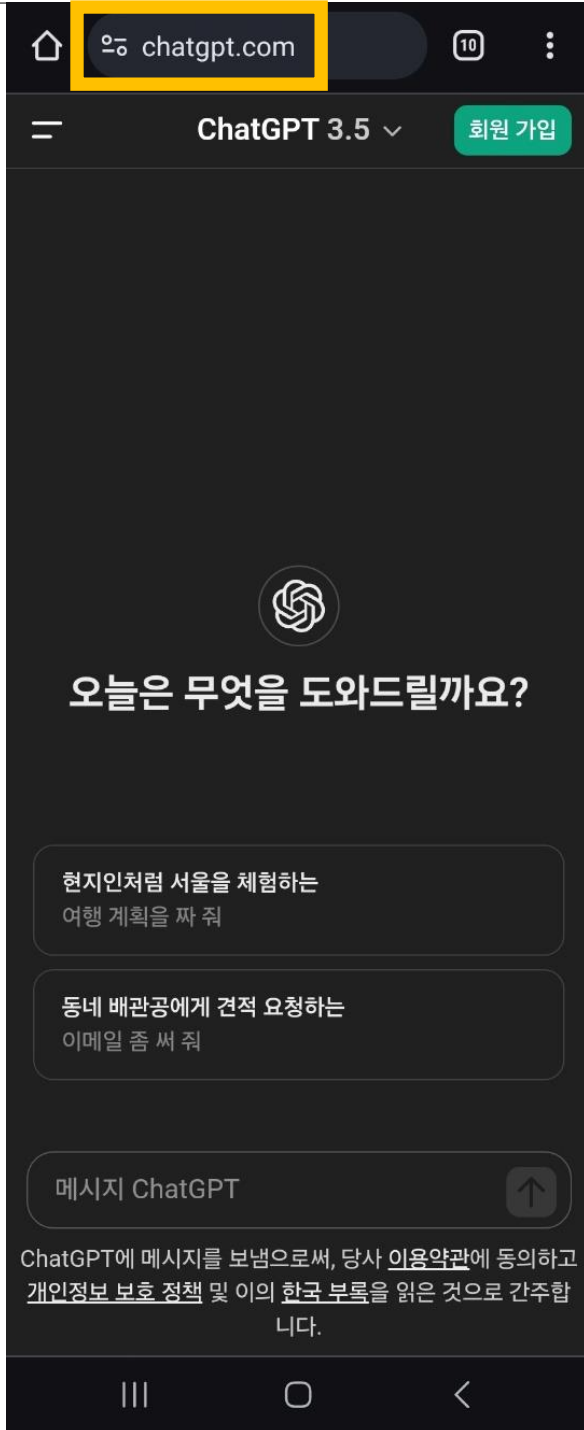 chatgpt.com
10
ChatGPT 3.5
회원 가입
오늘은 무엇을 도와드릴까요?
현지인처럼 서울을 체험하는
여행 계획을 짜 줘
동네 배관공에게 견적 요청하는
이메일 좀 써 줘
메시지 ChatGPT
ChatGPT에 메시지를 보냄으로써, 당사 이용약관에 동의하고
개인정보 보호 정책 및 이의 한국 부록을 읽은 것으로 간주합
니다.